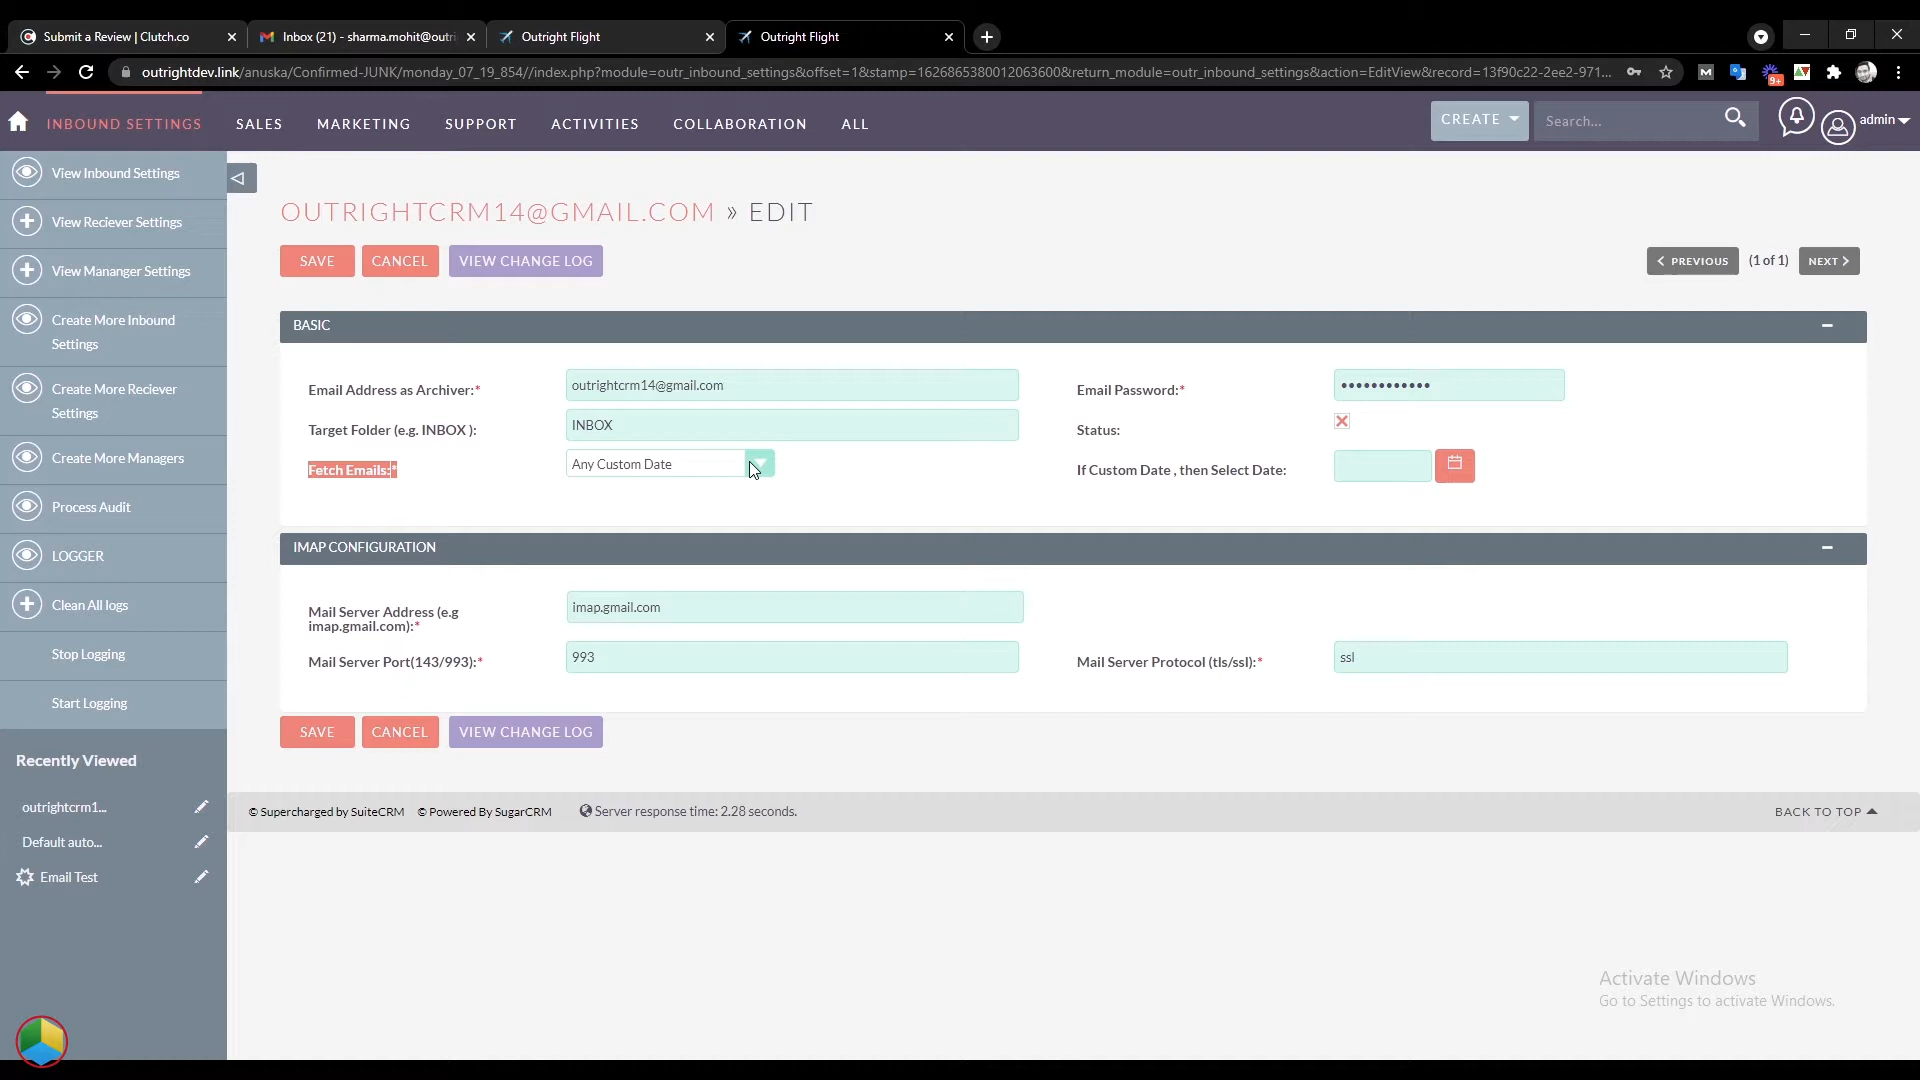 Submit a Review | Clutch.co
Inbox (21) - sharma.mohit@outri
Outright Flight
Outright Flight
outrightdev.link/anuska/Confirmed-JUNK/monday_07_19_854//index.php?module=outr_inbound_settings&offset=1&stamp=1626865380012063600&return_module=outr_inbound_settings&action=EditView&record=13f90c22-2ee2-971...
M
9+
INBOUND SETTINGS
SALES
MARKETING
SUPPORT
ACTIVITIES
COLLABORATION
ALL
CREATE
Search...
admin
View Inbound Settings
View Reciever Settings
View Mananger Settings
Create More Inbound
Settings
Create More Reciever
Settings
Create More Managers
Process Audit
LOGGER
Clean All logs
Stop Logging
Start Logging
Recently Viewed
outrightcrm1...
Default auto...
Email Test
OUTRIGHTCRM14@GMAIL.COM » EDIT
SAVE
CANCEL
VIEW CHANGE LOG
PREVIOUS
(1 of 1)
NEXT
BASIC
Email Address as Archiver:*
outrightcrm14@gmail.com
Email Password:*
••••••••••••
Target Folder (e.g. INBOX ):
INBOX
Status:
Fetch Emails:*
Any Custom Date
If Custom Date , then Select Date:
IMAP CONFIGURATION
Mail Server Address (e.g
imap.gmail.com):*
imap.gmail.com
Mail Server Port(143/993):*
993
Mail Server Protocol (tls/ssl):*
ssl
SAVE
CANCEL
VIEW CHANGE LOG
© Supercharged by SuiteCRM
© Powered By SugarCRM
Server response time: 2.28 seconds.
BACK TO TOP
Activate Windows
Go to Settings to activate Windows.